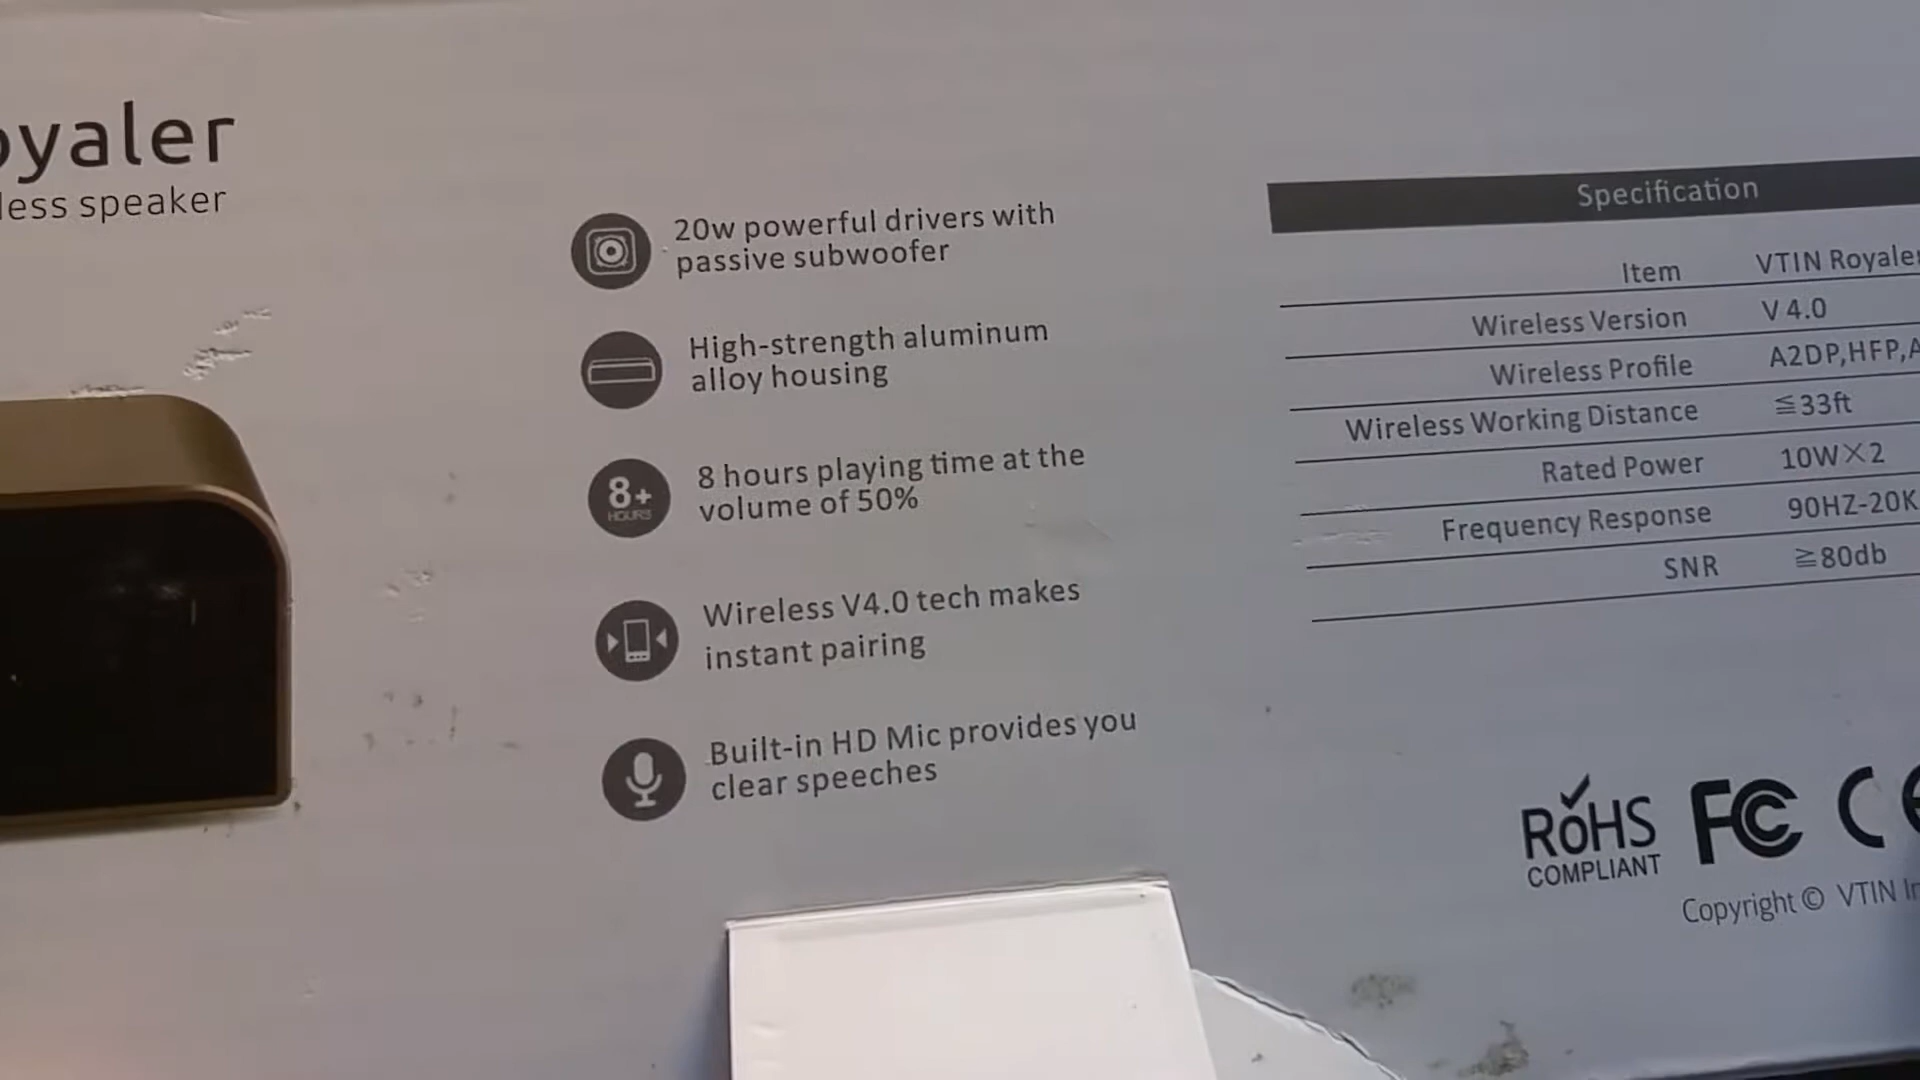 oyaler
less speaker
20w powerful drivers with
passive subwoofer
High-strength aluminum
alloy housing
8+
HOURS
8 hours playing time at the
volume of 50%
Wireless V4.0 tech makes
instant pairing
Built-in HD Mic provides you
clear speeches
Specification
Item VTIN Royaler
Wireless Version V 4.0
Wireless Profile A2DP,HFP,A
Wireless Working Distance ≦33ft
Rated Power 10W×2
Frequency Response 90HZ-20K
SNR ≧80db
RoHS
COMPLIANT
FC CE
Copyright © VTIN In